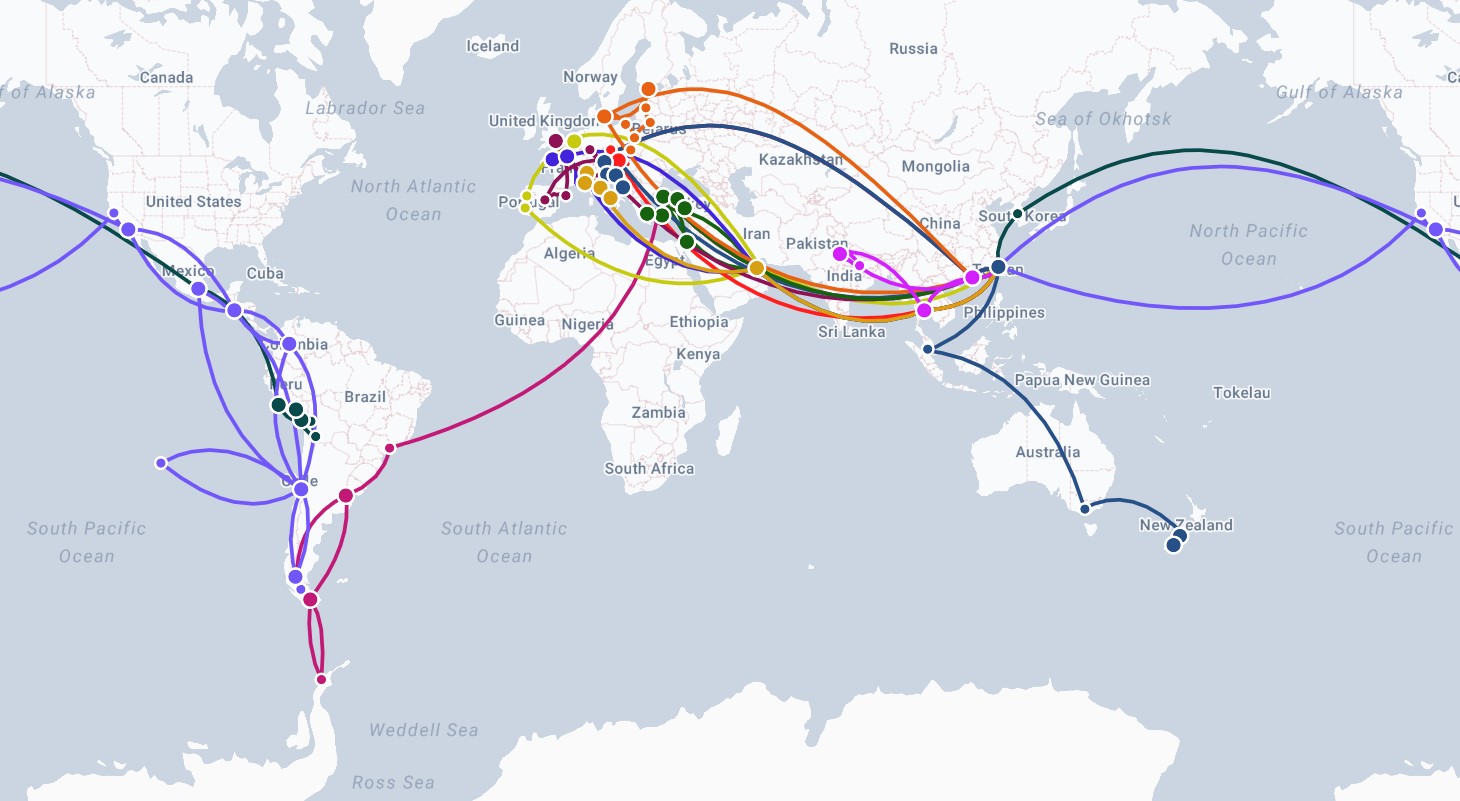 Iceland
Russia
Canada
Norway
Gulf of Alaska
f of Alaska
Labrador Sea
United Kingdom
Belarus
Sea of Okhotsk
Kazakhstan
Mongolia
North Atlantic
Ocean
United States
Portugal
South Korea
China
North Pacific
Ocean
Iran
Pakistan
Algeria
Egypt
India
Mexico
Cuba
Philippines
Guinea
Nigeria
Ethiopia
Sri Lanka
Colombia
Kenya
Peru
Brazil
Papua New Guinea
Tokelau
Zambia
Australia
South Africa
Chile
South Pacific
Ocean
South Atlantic
Ocean
New Zealand
South Pacific
Ocean
Weddell Sea
Ross Sea